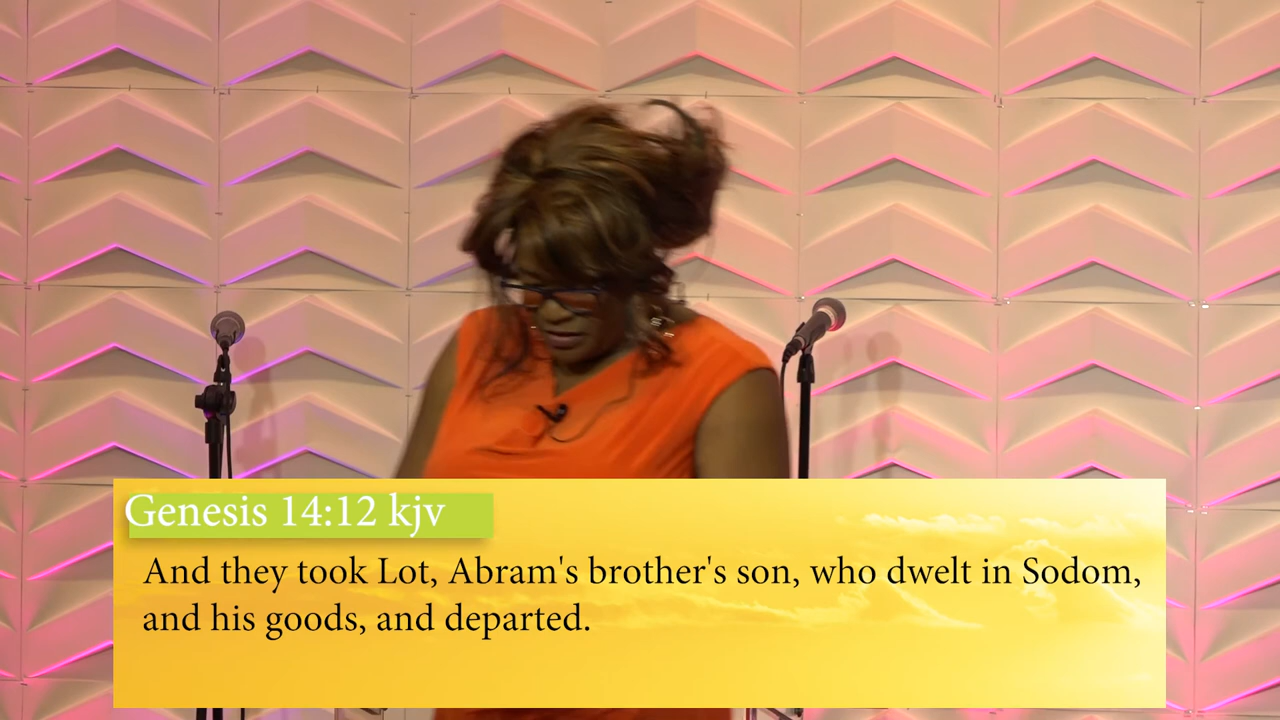 Genesis 14:12 kjv
And they took Lot, Abram's brother's son, who dwelt in Sodom,
and his goods, and departed.